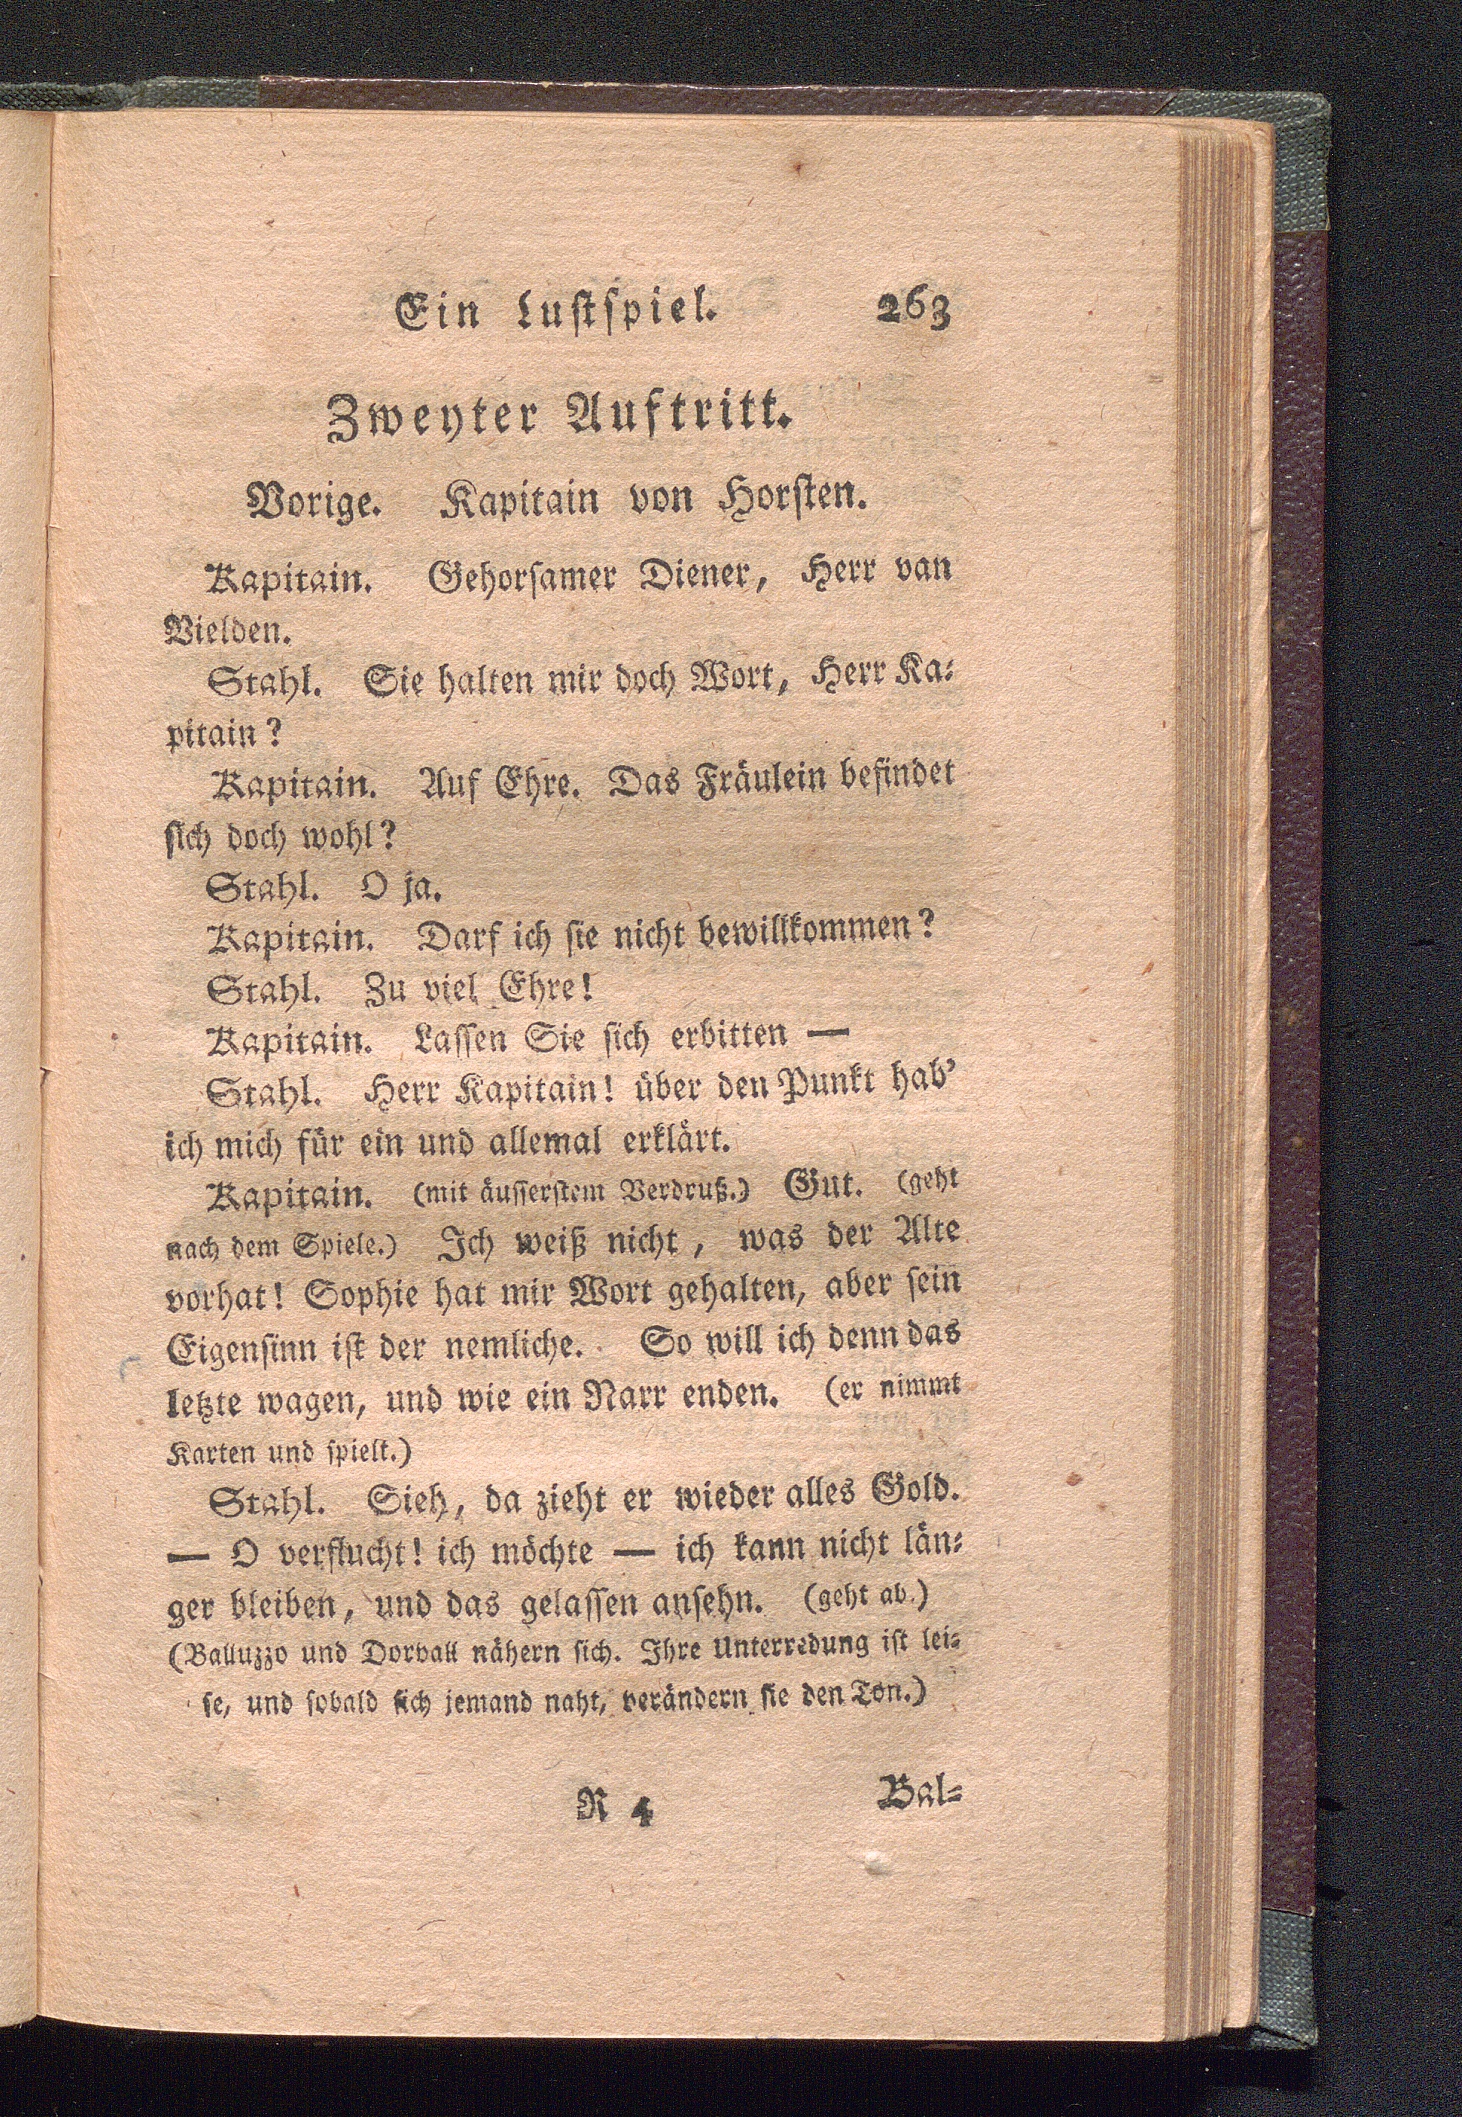 Ein Lustspiel. 263
Zweyter Auftritt.
Vorige. Kapitain von Horsten.
Kapitain. Gehorsamer Diener, Herr van
Vielden.
Stahl. Sie halten mir doch Wort, Herr Ka-
pitain?
Kapitain. Auf Ehre. Das Fräulein befindet
sich doch wohl?
Stahl. O ja.
Kapitain. Darf ich sie nicht bewillkommen?
Stahl. Zu viel Ehre!
Kapitain. Lassen Sie sich erbitten —
Stahl. Herr Kapitain! über den Punkt hab'
ich mich für ein und allemal erklärt.
Kapitain. (mit äusserstem Verdruß.) Gut. (geht
nach dem Spiele.) Ich weiß nicht, was der Alte
vorhat! Sophie hat mir Wort gehalten, aber sein
Eigensinn ist der nemliche. So will ich denn das
letzte wagen, und wie ein Narr enden. (er nimmt
Karten und spielt.)
Stahl. Sieh, da zieht er wieder alles Gold.
— O verflucht! ich möchte — ich kann nicht län-
ger bleiben, und das gelassen ansehn. (geht ab.)
(Balluzzo und Dorvall nähern sich. Ihre Unterredung ist lei-
se, und sobald sich jemand naht, verändern sie den Ton.)
R 4 Bal-